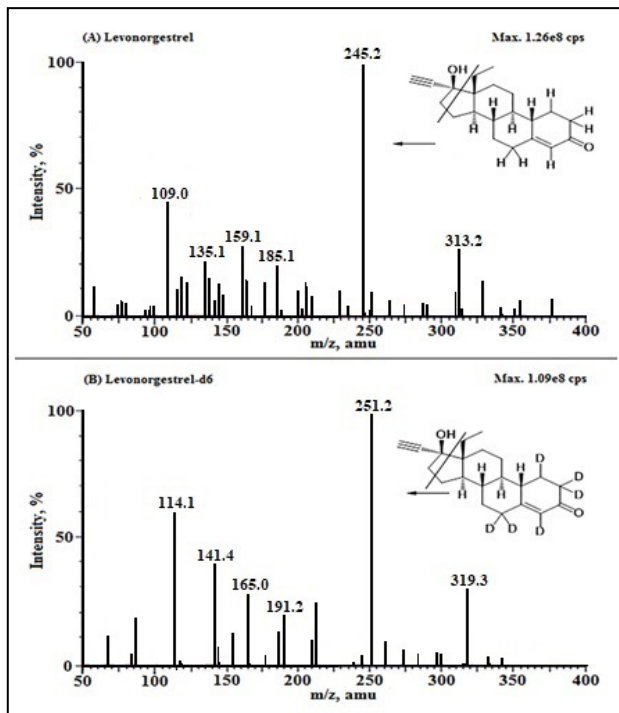 (A) Levonorgestrel
Max. 1.26e8 cps
245.2
OH
H
H
H
H
H
H
H
H
H
O
100
50
0
Intensity, %
109.0
135.1
159.1
185.1
313.2
50 100 150 200 250 300 350 400
m/z, amu
(B) Levonorgestrel-d6
Max. 1.09e8 cps
251.2
OH
H
H
H
H
D
D
D
D
D
D
O
100
50
0
Intensity, %
114.1
141.4
165.0
191.2
319.3
50 100 150 200 250 300 350 400
m/z, amu